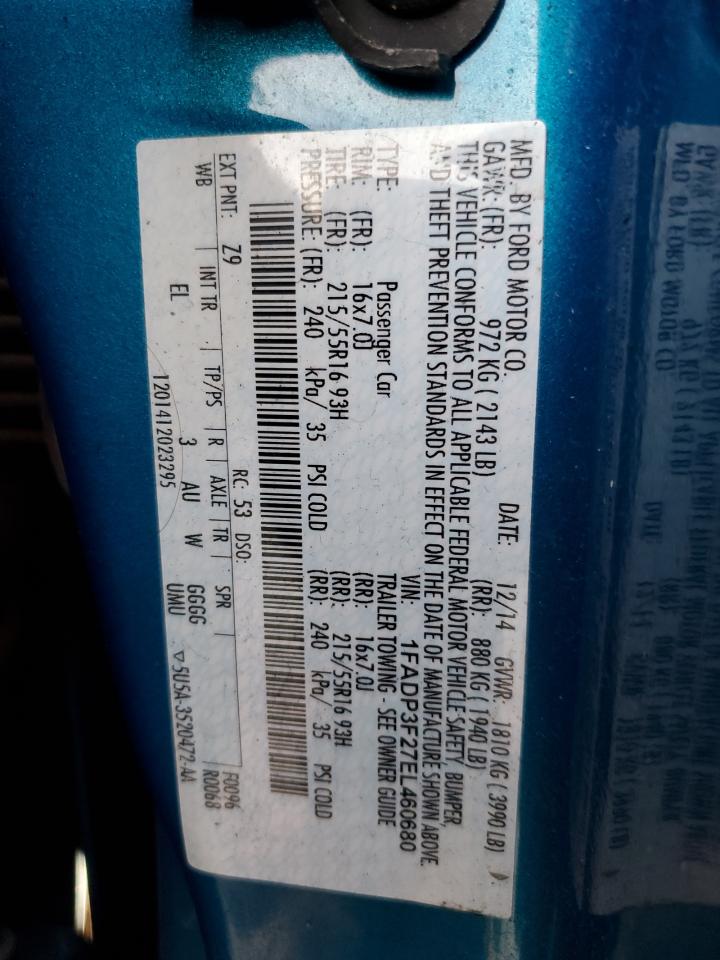 MFD. BY FORD MOTOR CO. DATE: 12/14 GVWR: 1810 KG ( 3990 LB)
GAWR: (FR): 972 KG ( 2143 LB) (RR): 880 KG ( 1940 LB)
THIS VEHICLE CONFORMS TO ALL APPLICABLE FEDERAL MOTOR VEHICLE SAFETY, BUMPER,
AND THEFT PREVENTION STANDARDS IN EFFECT ON THE DATE OF MANUFACTURE SHOWN ABOVE.
VIN: 1FADP3F27EL460680
TYPE: Passenger Car TRAILER TOWING - SEE OWNER GUIDE
RIM: (FR): 16x7.0J (RR): 16x7.0J
TIRE: (FR): 215/55R16 93H (RR): 215/55R16 93H
PRESSURE: (FR): 240 kPa/ 35 PSI COLD (RR): 240 kPa/ 35 PSI COLD
EXT PNT: Z9 RC: 53 DSO: F0096
WB INT TR TP/PS R AXLE TR SPR R0068
EL 3 AU W GGGG
UMU ▽5U5A-3520472-AA
1201412023295